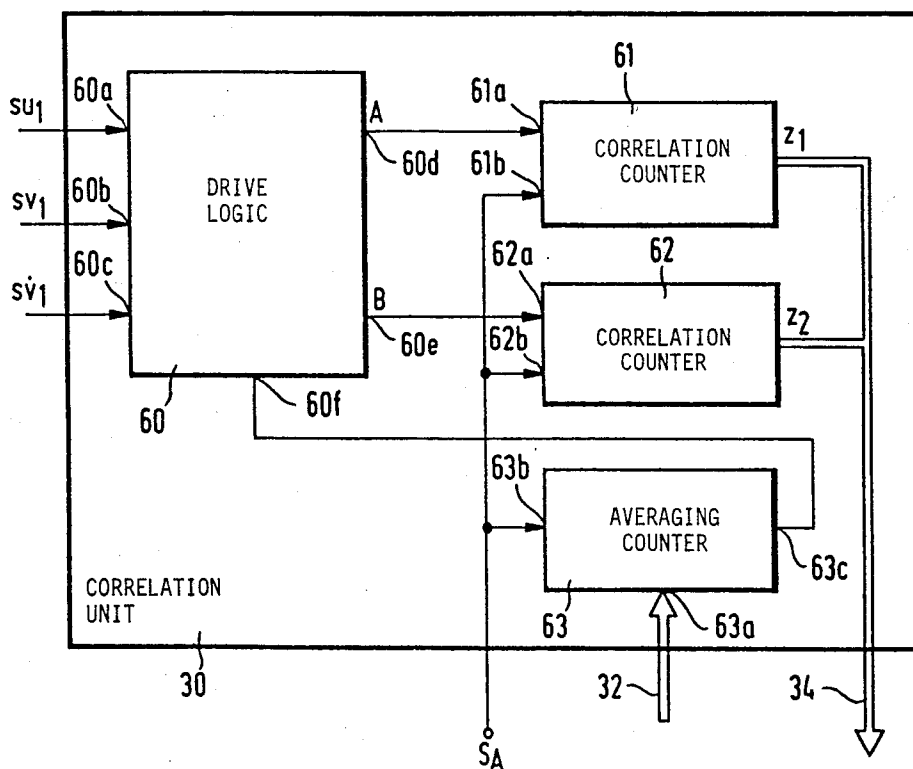 61
60a
su1
A
61a
z1
CORRELATION
COUNTER
60d
61b
60b
DRIVE
LOGIC
sv1
62
62a
60c
sv̇1
B
z2
60e
62b
CORRELATION
COUNTER
60
60f
63b
AVERAGING
COUNTER
63c
CORRELATION
UNIT
63
63a
30
32
34
SA